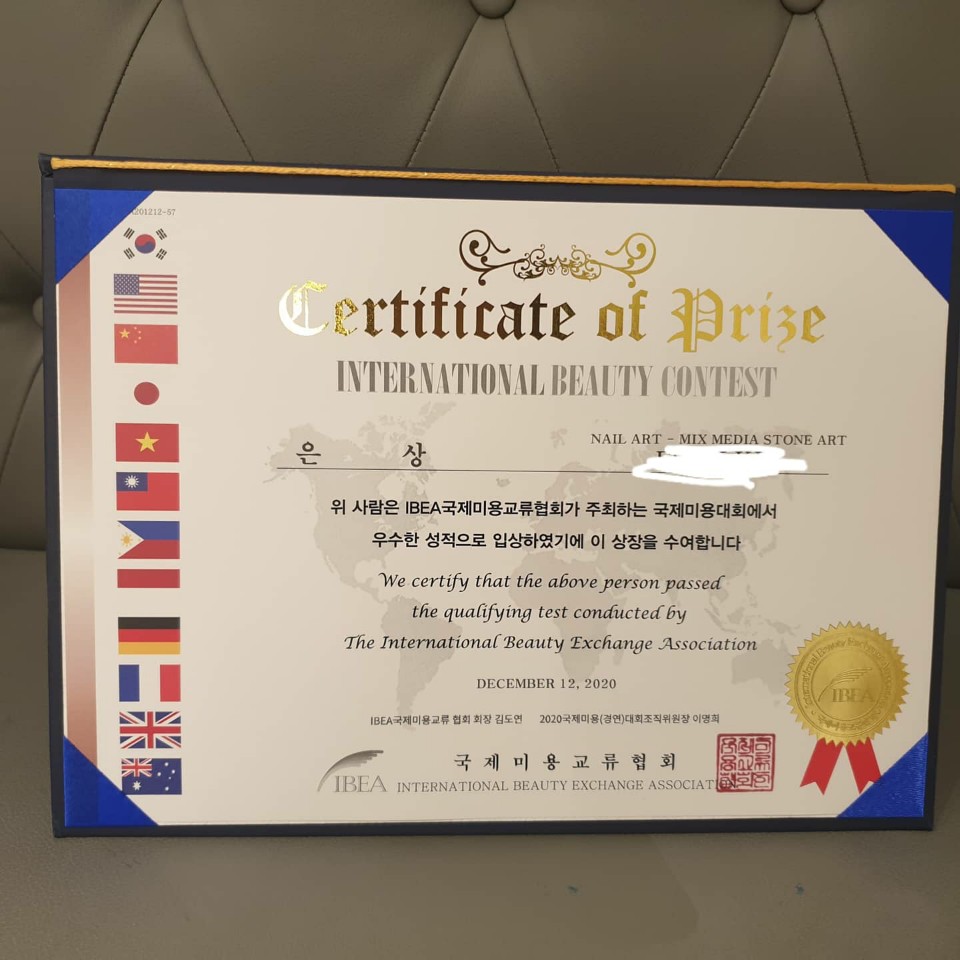 201212-57
Certificate of Prize
INTERNATIONAL BEAUTY CONTEST
NAIL ART - MIX MEDIA STONE ART
은 상
위 사람은 IBEA국제미용교류협회가 주최하는 국제미용대회에서
우수한 성적으로 입상하였기에 이 상장을 수여합니다
We certify that the above person passed
the qualifying test conducted by
The International Beauty Exchange Association
DECEMBER 12, 2020
IBEA국제미용교류 협회 회장 김도연 2020국제미용(경연)대회조직위원장 이명희
국제미용교류협회
IBEA INTERNATIONAL BEAUTY EXCHANGE ASSOCIATION
IBEA